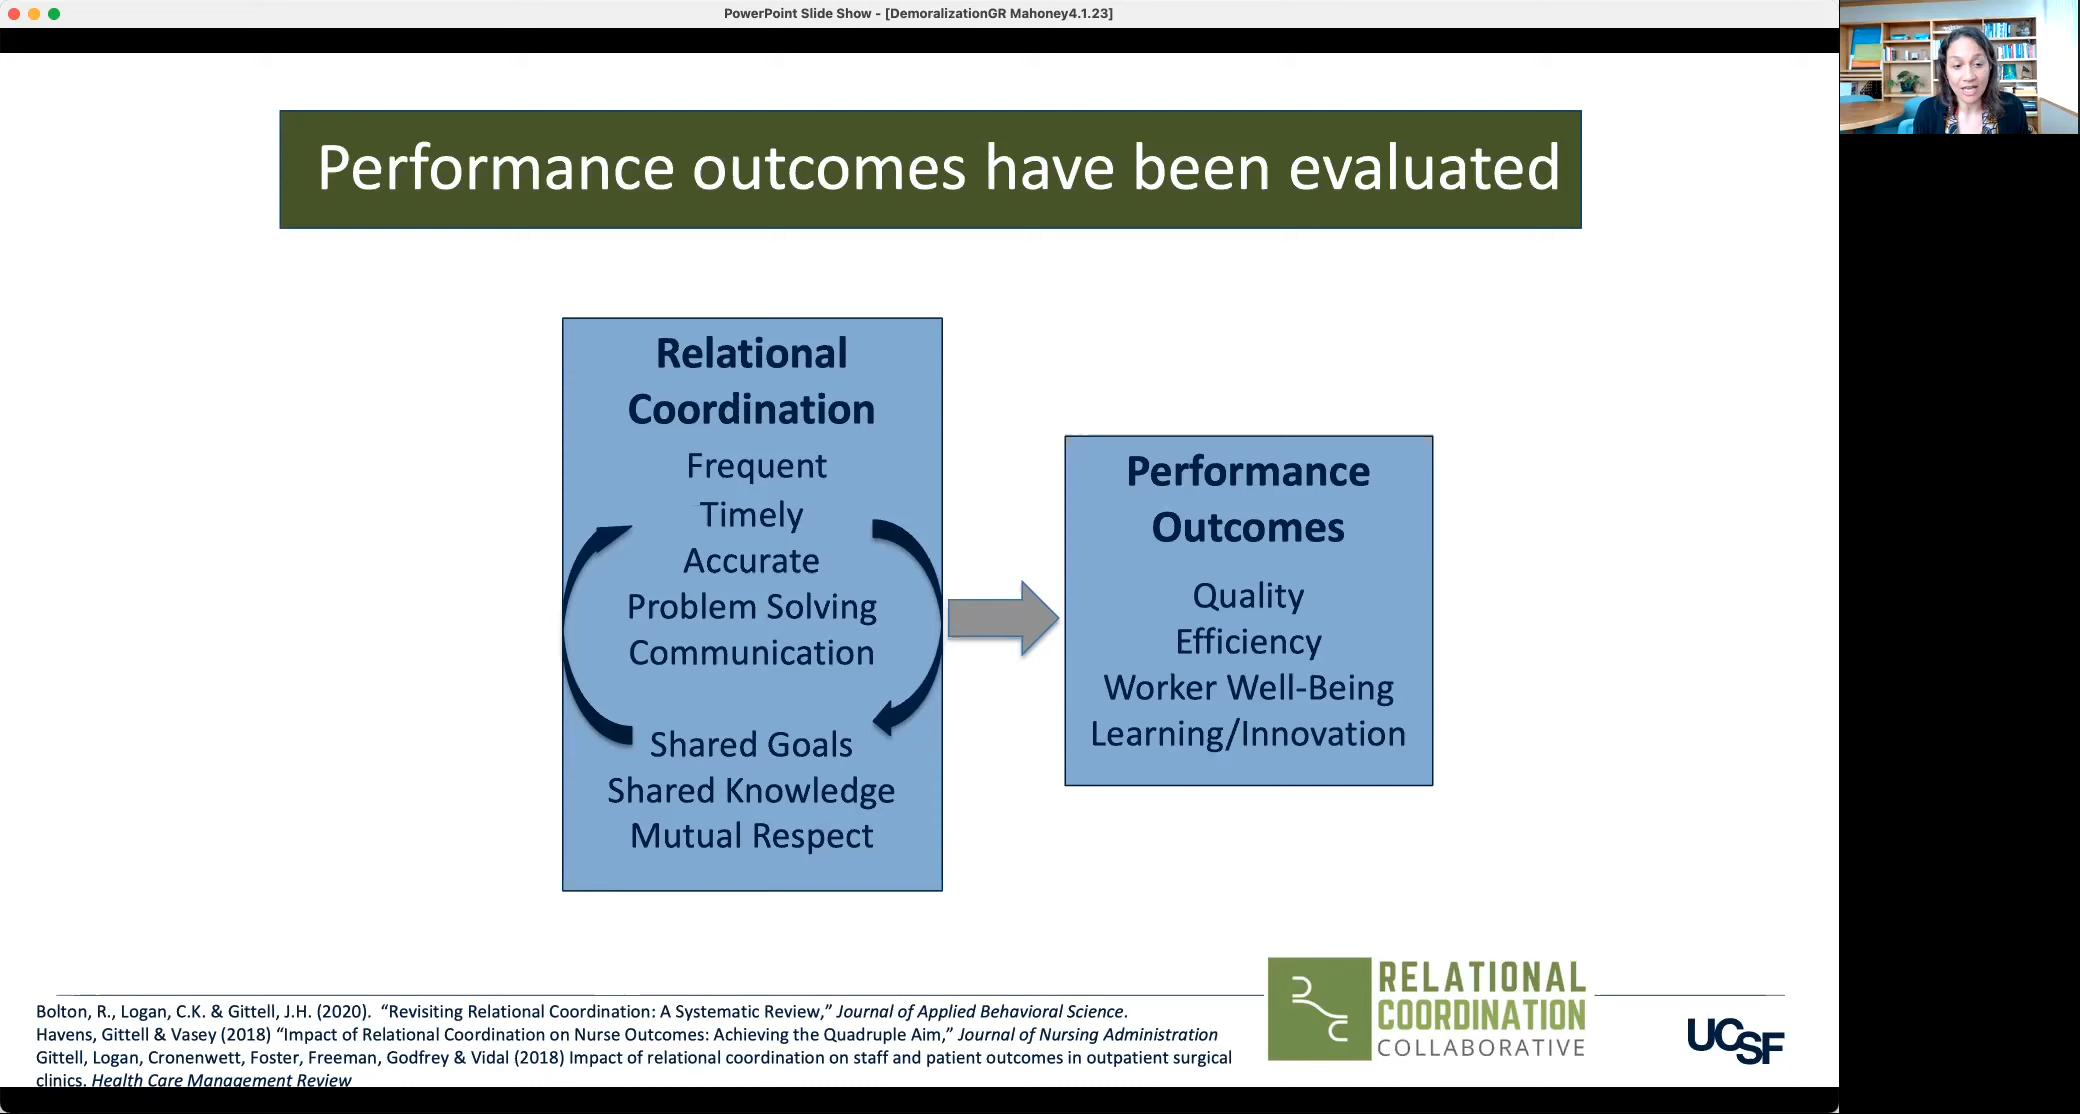 PowerPoint Slide Show - [DemoralizationGR Mahoney4.1.23]
Performance outcomes have been evaluated
Relational
Coordination
Frequent
Timely
Accurate
Problem Solving
Communication
Shared Goals
Shared Knowledge
Mutual Respect
Performance
Outcomes
Quality
Efficiency
Worker Well-Being
Learning/Innovation
Bolton, R., Logan, C.K. & Gittell, J.H. (2020).  “Revisiting Relational Coordination: A Systematic Review,” Journal of Applied Behavioral Science.
Havens, Gittell & Vasey (2018) “Impact of Relational Coordination on Nurse Outcomes: Achieving the Quadruple Aim,” Journal of Nursing Administration
Gittell, Logan, Cronenwett, Foster, Freeman, Godfrey & Vidal (2018) Impact of relational coordination on staff and patient outcomes in outpatient surgical
clinics. Health Care Management Review
RELATIONAL
COORDINATION
COLLABORATIVE
UCSF